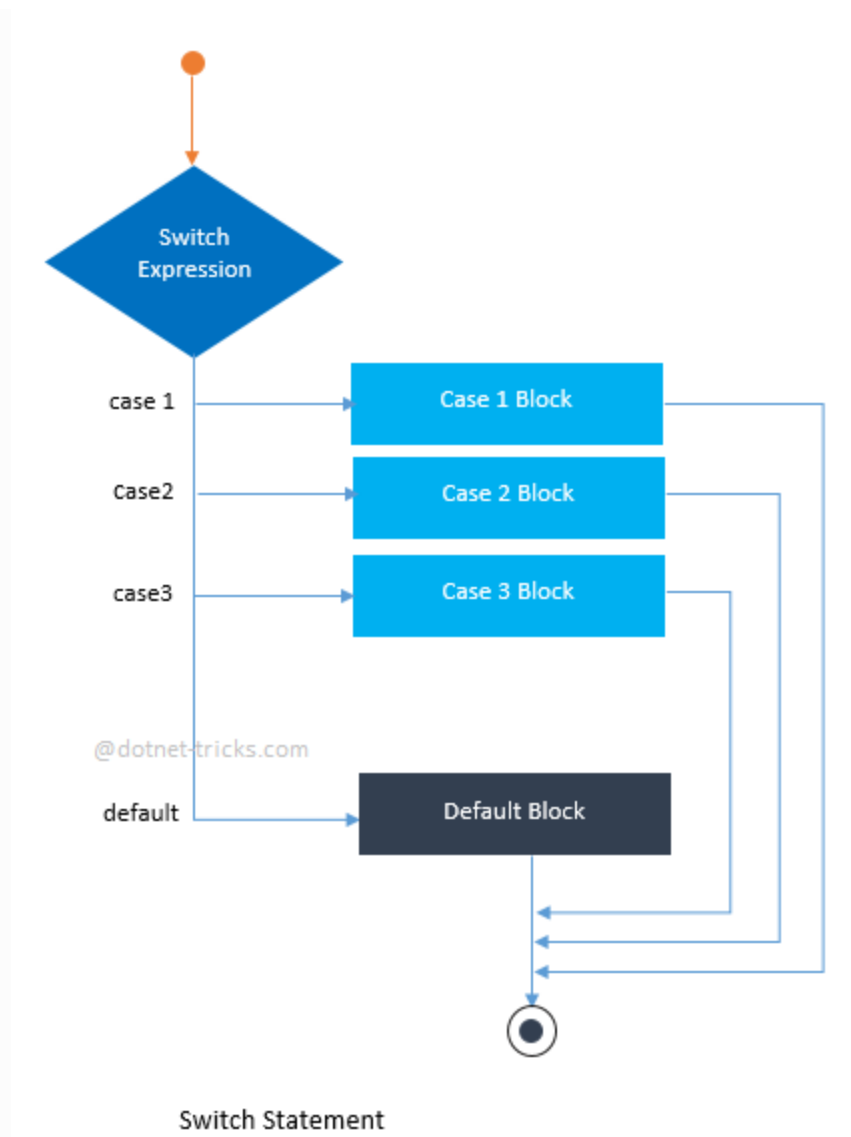 Switch
Expression
case 1
Case 1 Block
Case2
Case 2 Block
case3
Case 3 Block
@dotnet-tricks.com
default
Default Block
Switch Statement